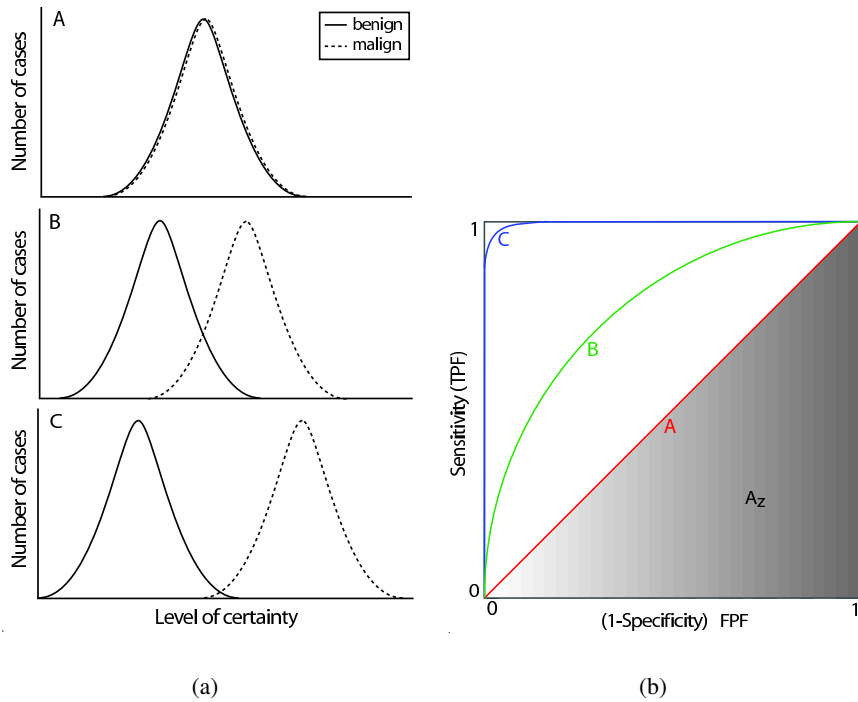 A
benign
malign
Number of cases
B
Number of cases
C
Number of cases
Level of certainty
(a)
1
C
B
A
Az
Sensitivity (TPF)
0
0
1
(1-Specificity) FPF
(b)